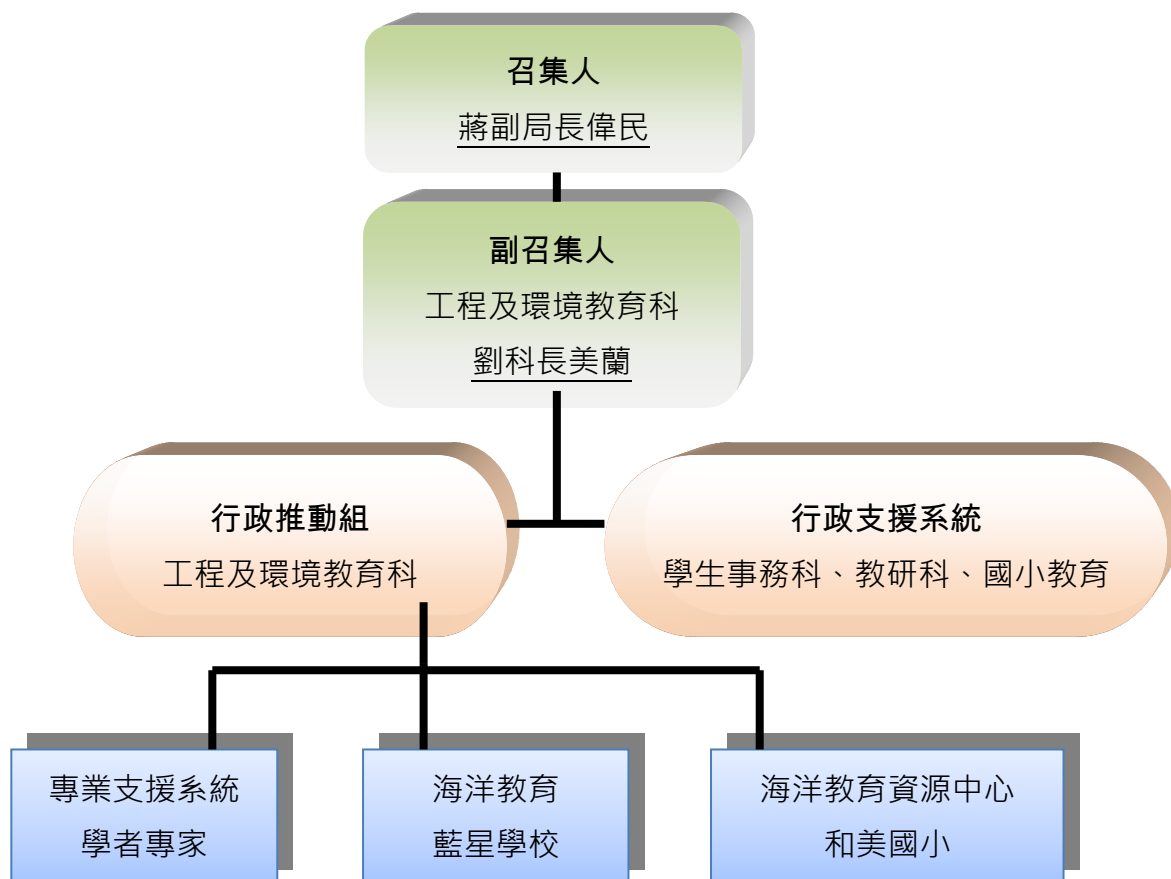 召集人
蔣副局長偉民
副召集人
工程及環境教育科
劉科長美蘭
行政推動組
工程及環境教育科
行政支援系統
學生事務科、教研科、國小教育
專業支援系統
學者專家
海洋教育
藍星學校
海洋教育資源中心
和美國小